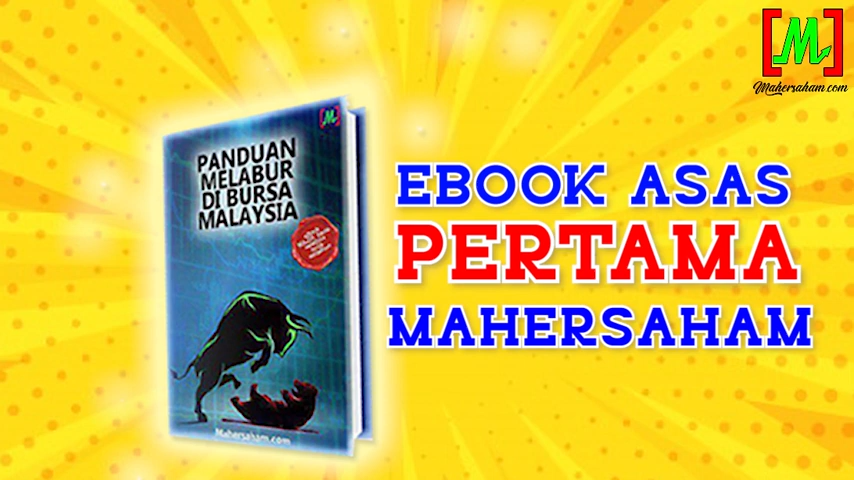 [M]
Mahersaham.com
[M]
PANDUAN
MELABUR
DI BURSA
MALAYSIA
Mahersaham.com
EBOOK ASAS
PERTAMA
MAHERSAHAM